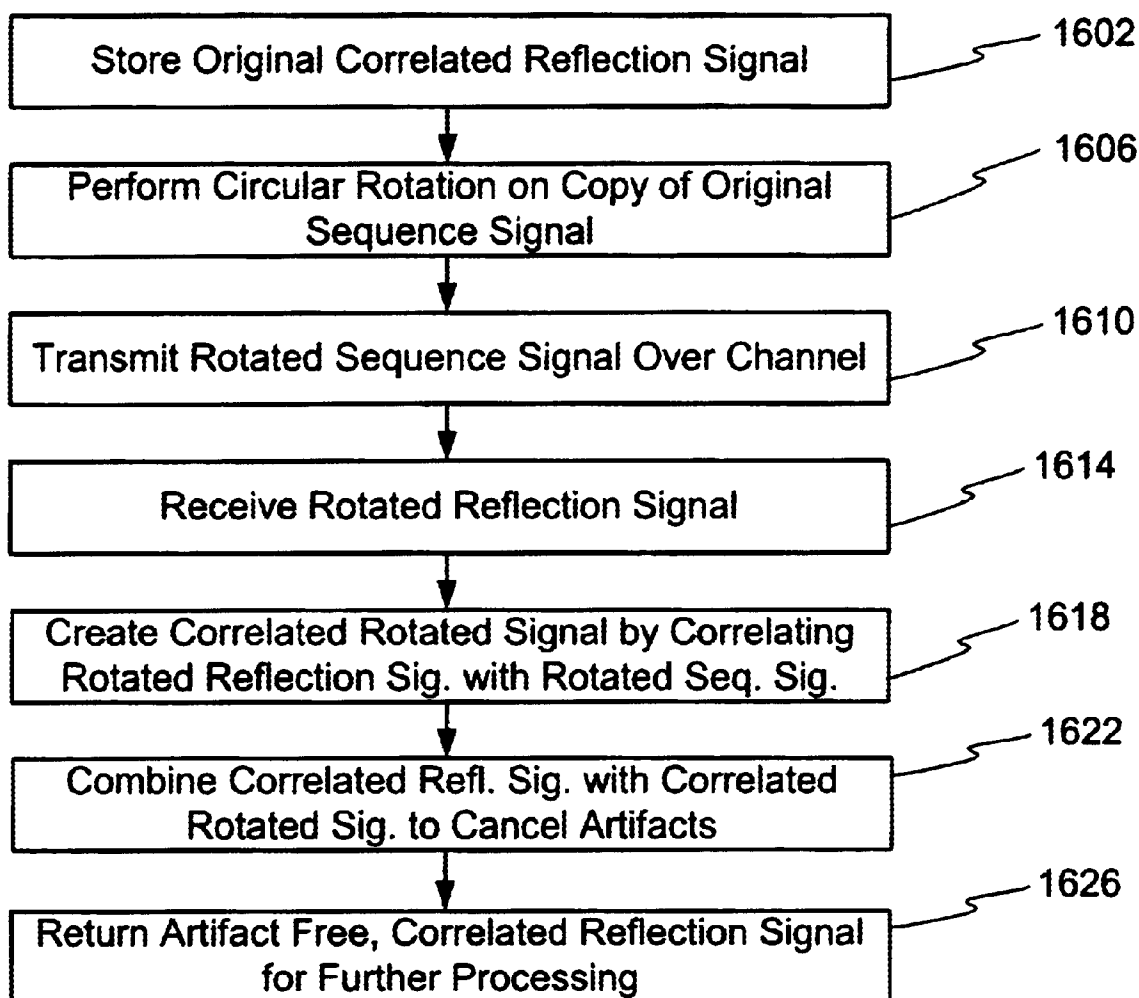 Store Original Correlated Reflection Signal
1602
Perform Circular Rotation on Copy of Original
Sequence Signal
1606
Transmit Rotated Sequence Signal Over Channel
1610
Receive Rotated Reflection Signal
1614
Create Correlated Rotated Signal by Correlating
Rotated Reflection Sig. with Rotated Seq. Sig.
1618
Combine Correlated Refl. Sig. with Correlated
Rotated Sig. to Cancel Artifacts
1622
Return Artifact Free, Correlated Reflection Signal
for Further Processing
1626